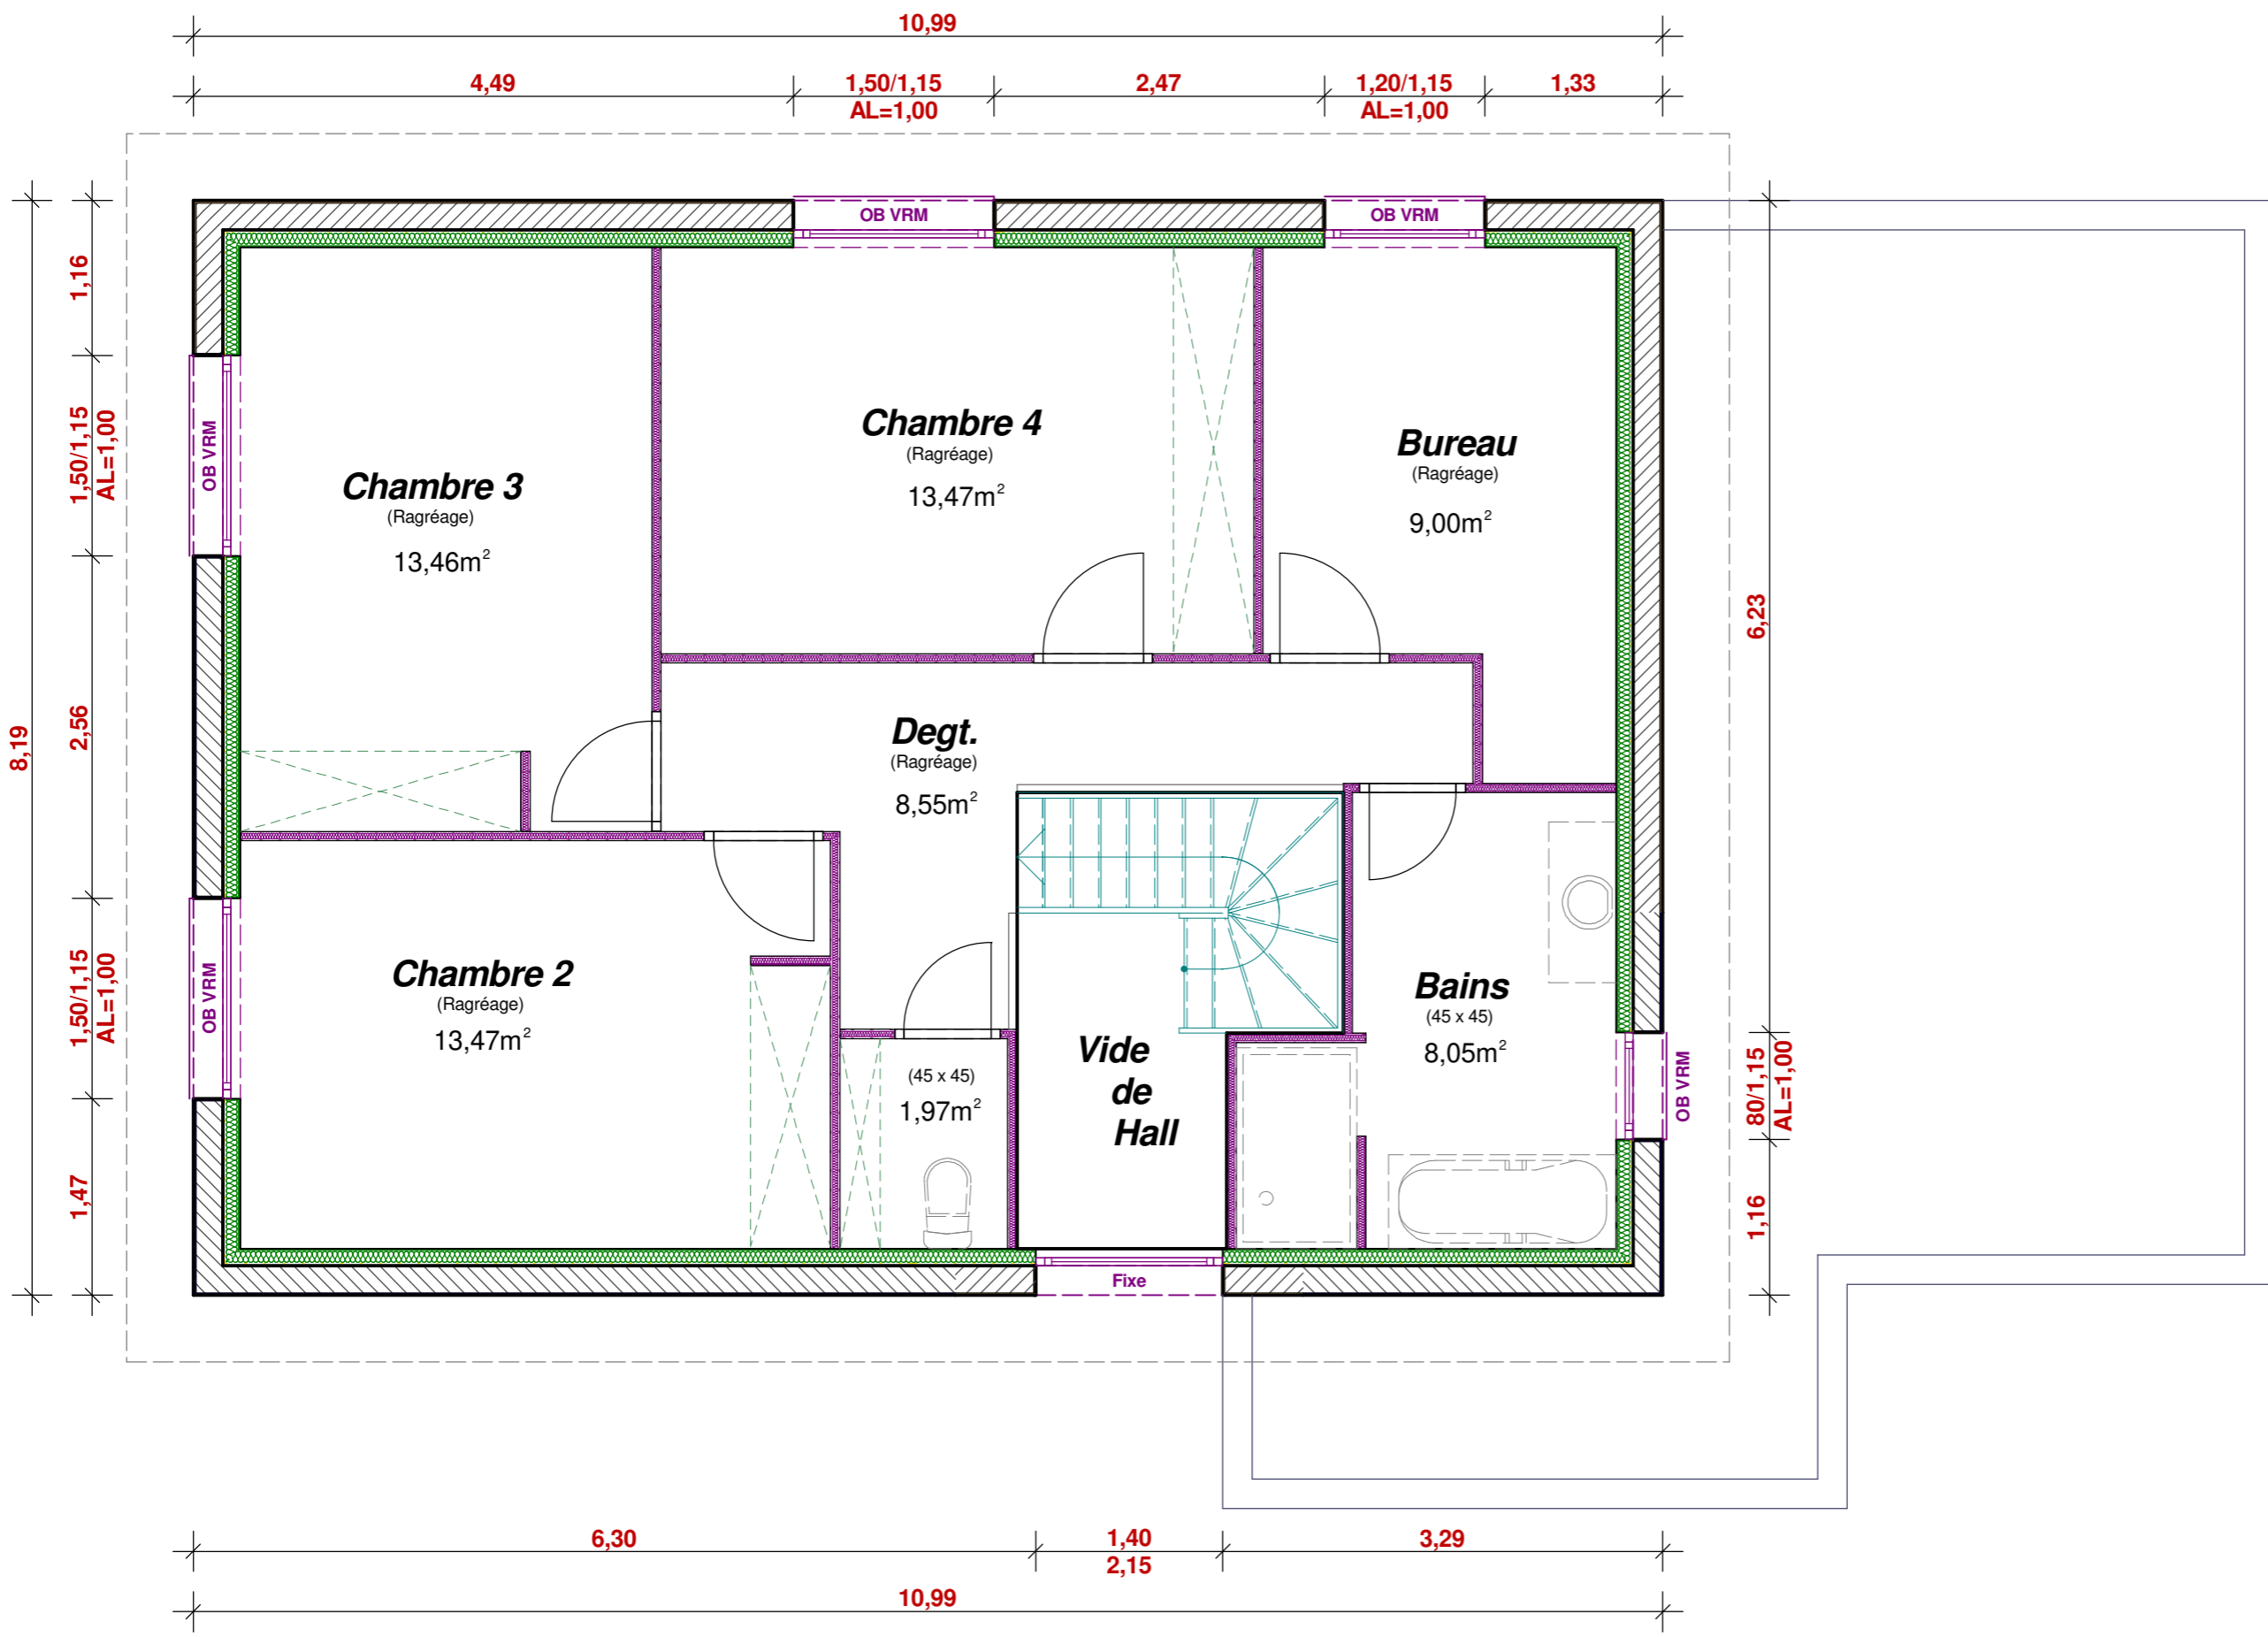 10,99
4,49
1,50/1,15
AL=1,00
2,47
1,20/1,15
AL=1,00
1,33
OB VRM
OB VRM
8,19
1,16
1,50/1,15
AL=1,00
2,56
1,50/1,15
AL=1,00
1,47
OB VRM
OB VRM
Chambre 3
(Ragréage)
13,46m²
Chambre 4
(Ragréage)
13,47m²
Bureau
(Ragréage)
9,00m²
6,23
Degt.
(Ragréage)
8,55m²
Chambre 2
(Ragréage)
13,47m²
(45 x 45)
1,97m²
Vide
de
Hall
Bains
(45 x 45)
8,05m²
OB VRM
80/1,15
AL=1,00
1,16
Fixe
6,30
1,40
2,15
3,29
10,99